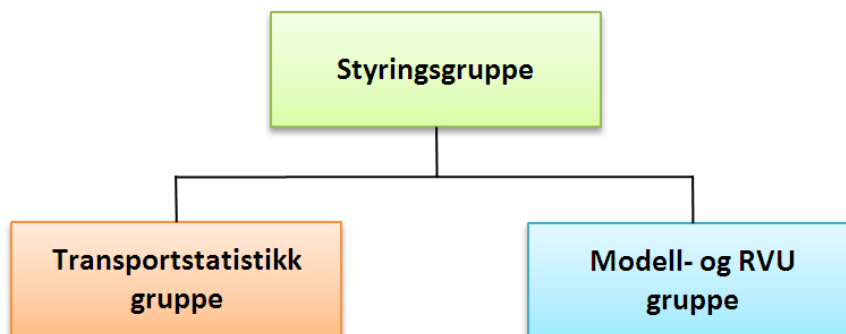 Styringsgruppe
Transportstatistikk
gruppe
Modell- og RVU
gruppe